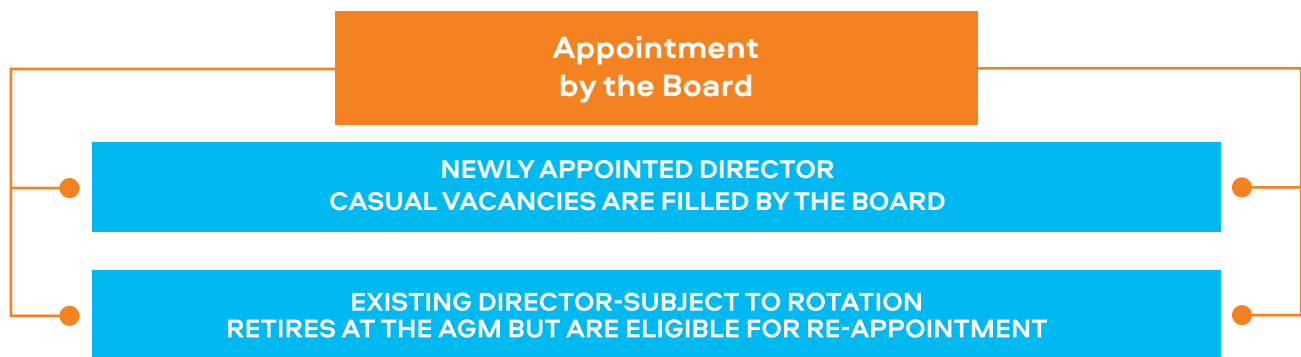 Appointment
by the Board
NEWLY APPOINTED DIRECTOR
CASUAL VACANCIES ARE FILLED BY THE BOARD
EXISTING DIRECTOR-SUBJECT TO ROTATION
RETIRES AT THE AGM BUT ARE ELIGIBLE FOR RE-APPOINTMENT